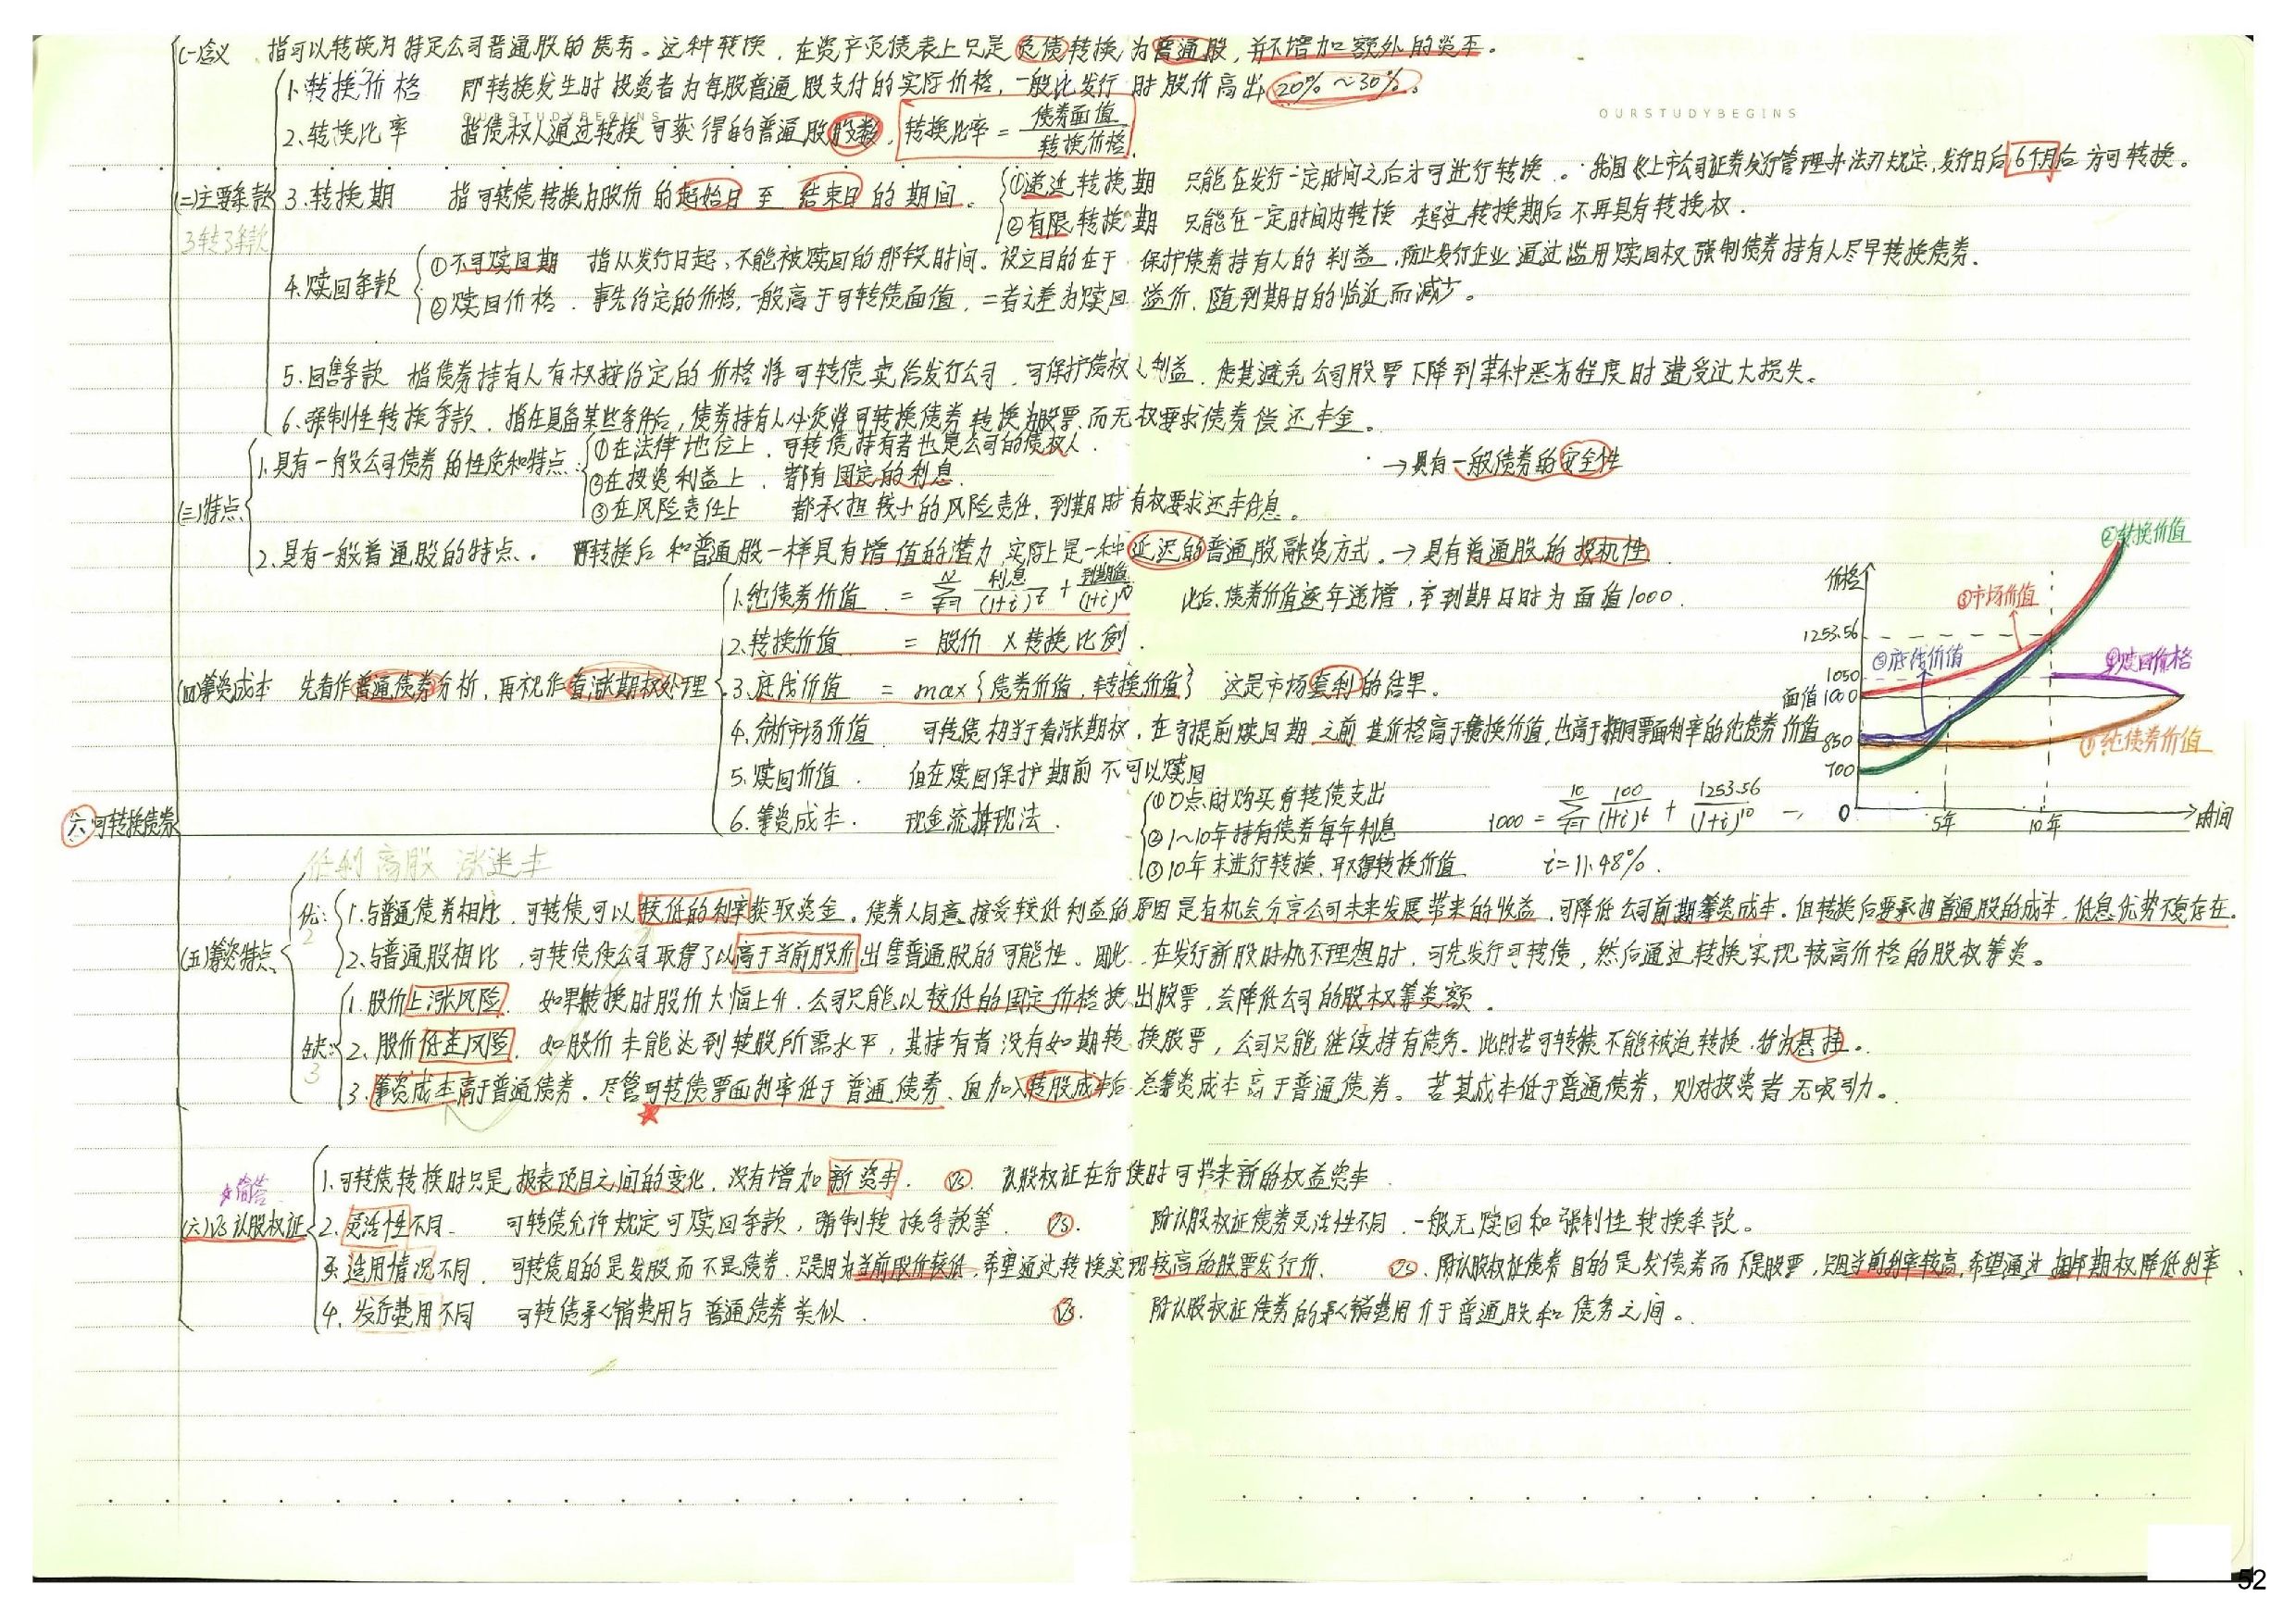 (一)含义 指可以转换为特定公司普通股的债券。这种转换，在资产负债表上只是负债转换为普通股，并不增加额外的资本。
1.转换价格 即转换发生时投资者为每股普通股支付的实际价格，一般比发行时股价高出20%～30%。
OURSTUDYBEGINS
OURSTUDYBEGINS
2.转换比率 指债权人通过转换可获得的普通股股数，转换比率 = 债券面值/转换价格
(二)主要条款 3.转换期 指可转债转换为股份的起始日至结束日的期间。
①递延转换期 只能在发行一定时间之后才可进行转换。我国《上市公司证券发行管理办法》规定，发行日后6个月后方可转换。
②有限转换期 只能在一定时间内转换 超过转换期后不再具有转换权.
3转3条款
4.赎回条款
①不可赎回期 指从发行日起，不能被赎回的那段时间。设立目的在于保护债券持有人的利益，防止发行企业通过滥用赎回权强制债券持有人尽早转换债券.
②赎回价格. 事先约定的价格，一般高于可转债面值，二者之差为赎回溢价，随到期日的临近而减少。
5.回售条款 指债券持有人有权按约定的价格将可转债卖给发行公司，可保护债权人利益，使其避免公司股票下降到某种恶劣程度时遭受过大损失。
6.强制性转换条款. 指在具备某些条件后，债券持有人必须将可转换债券转换为股票，而无权要求债券偿还本金。
(三)特点 1.具有一般公司债券的性质和特点:
①在法律地位上，可转债持有者也是公司的债权人.
②在投资利益上，都有固定的利息.
→具有一般债券的安全性
③在风险责任上 都承担较小的风险责任，到期时有权要求还本付息。
2.具有一般普通股的特点. 转换后和普通股一样具有增值的潜力，实际上是一种延迟的普通股融资方式. →具有普通股的投机性
(四)筹资成本 先看作普通债券分析，再视作看涨期权处理
1.纯债券价值 = N∑t=1 利息/(1+i)^t + 到期值/(1+i)^N 此后，债券价值逐年递增，至到期日时为面值1000.
2.转换价值 = 股价 × 转换比例.
3.底线价值 = max{债券价值, 转换价值} 这是市场套利的结果.
4.分析市场价值 可转债相当于看涨期权，在可提前赎回期之前 其价格高于转换价值，也高于相同票面利率的纯债券价值
5.赎回价值. 但在赎回保护期前不可以赎回
6.筹资成本. 现金流折现法.
①0点时购买可转债支出
②1~10年持有债券每年利息
③10年末进行转换，取得转换价值
1000 = 10∑t=1 100/(1+i)^t + 1253.56/(1+i)^10
i=11.48%.
价格
②转换价值
④市场价值
1253.56
③底线价值
⑤赎回价格
1050
面值1000
850
①纯债券价值
700
0 5年 10年 时间
六 可转换债券
低利 高股 涨迷本
(五)筹资特点
优: 2
1.与普通债券相比，可转债可以较低的利率获取资金。债券人同意接受较低利益的原因是有机会分享公司未来发展带来的收益，可降低公司前期筹资成本. 但转换后要承担普通股的成本，低息优势不复存在.
2.与普通股相比，可转债使公司取得了以高于当前股价出售普通股的可能性。因此，在发行新股时机不理想时，可先发行可转债，然后通过转换实现较高价格的股权筹资。
缺: 3
1.股价上涨风险. 如果转换时股价大幅上升，公司只能以较低的固定价格换出股票，会降低公司的股权筹资额.
2.股价低迷风险. 如股价未能达到转股所需水平，其持有者没有如期转换股票，公司只能继续持有债务. 此时若可转债不能被迫转换，称为悬挂。
3.筹资成本高于普通债券. 尽管可转债票面利率低于普通债券，但加入转股成本后总筹资成本高于普通债券。若其成本低于普通债券，则对投资者无吸引力。
简答
(六)VS认股权证
1.可转债转换时只是报表项目之间的变化，没有增加新资本. VS. 认股权证在行使时可带来新的权益资本.
2.灵活性不同. 可转债允许规定可赎回条款，强制转换条款等. VS. 附认股权证债券灵活性不同，一般无赎回和强制性转换条款。
3.适用情况不同. 可转债目的是发股而不是债券，只是因为当前股价较低，希望通过转换实现较高的股票发行价. VS. 附认股权证债券目的是发债券而不是股票，只因当前利率较高，希望通过捆绑期权降低利率.
4.发行费用不同 可转债承销费用与普通债券类似. VS. 附认股权证债券的承销费用介于普通股和债务之间。
52